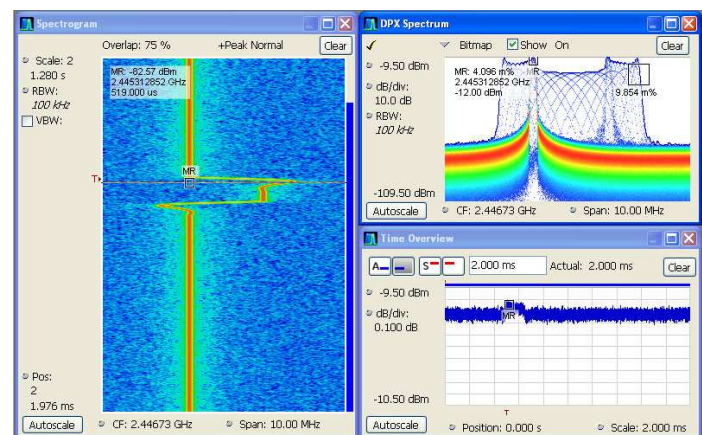 Spectrogram
Overlap: 75 %
+Peak Normal
Clear
Scale: 2
1.280 s
RBW:
100 kHz
VBW:
MR: -82.57 dBm
2.445312852 GHz
519.000 us
MR
T
Pos:
2
1.976 ms
Autoscale
CF: 2.44673 GHz
Span: 10.00 MHz
DPX Spectrum
Bitmap
Show
On
Clear
-9.50 dBm
dB/div:
10.0 dB
RBW:
100 kHz
MR: 4.096 m%
2.445312852 GHz
-12.00 dBm
MR
9.854 m%
-109.50 dBm
Autoscale
CF: 2.44673 GHz
Span: 10.00 MHz
Time Overview
A
S
2.000 ms
Actual: 2.000 ms
Clear
-9.50 dBm
dB/div:
0.100 dB
MR
-10.50 dBm
T
Autoscale
Position: 0.000 s
Scale: 2.000 ms